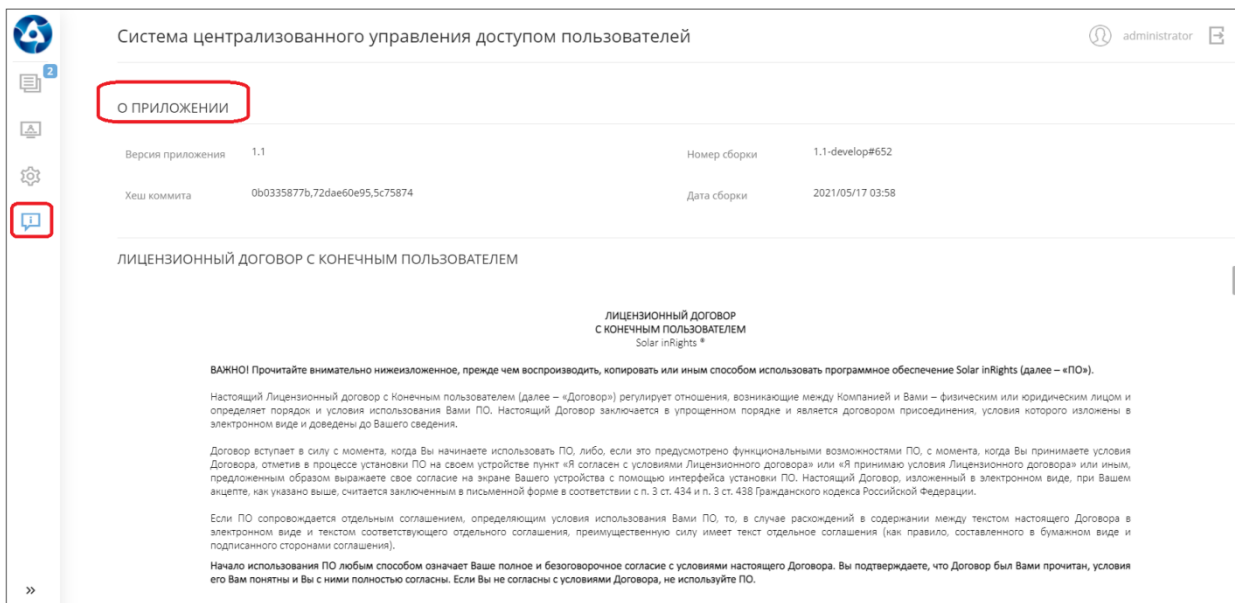 Система централизованного управления доступом пользователей
administrator
2
О ПРИЛОЖЕНИИ
Версия приложения 1.1 Номер сборки 1.1-develop#652
Хеш коммита 0b0335877b,72dae60e95,5c75874 Дата сборки 2021/05/17 03:58
ЛИЦЕНЗИОННЫЙ ДОГОВОР С КОНЕЧНЫМ ПОЛЬЗОВАТЕЛЕМ
ЛИЦЕНЗИОННЫЙ ДОГОВОР
С КОНЕЧНЫМ ПОЛЬЗОВАТЕЛЕМ
Solar inRights ®
ВАЖНО! Прочитайте внимательно нижеизложенное, прежде чем воспроизводить, копировать или иным способом использовать программное обеспечение Solar inRights (далее – «ПО»).
Настоящий Лицензионный договор с Конечным пользователем (далее – «Договор») регулирует отношения, возникающие между Компанией и Вами – физическим или юридическим лицом и
определяет порядок и условия использования Вами ПО. Настоящий Договор заключается в упрощенном порядке и является договором присоединения, условия которого изложены в
электронном виде и доведены до Вашего сведения.
Договор вступает в силу с момента, когда Вы начинаете использовать ПО, либо, если это предусмотрено функциональными возможностями ПО, с момента, когда Вы принимаете условия
Договора, отметив в процессе установки ПО на своем устройстве пункт «Я согласен с условиями Лицензионного договора» или «Я принимаю условия Лицензионного договора» или иным,
предложенным образом выражаете свое согласие на экране Вашего устройства с помощью интерфейса установки ПО. Настоящий Договор, изложенный в электронном виде, при Вашем
акцепте, как указано выше, считается заключенным в письменной форме в соответствии с п. 3 ст. 434 и п. 3 ст. 438 Гражданского кодекса Российской Федерации.
Если ПО сопровождается отдельным соглашением, определяющим условия использования Вами ПО, то, в случае расхождений в содержании между текстом настоящего Договора в
электронном виде и текстом соответствующего отдельного соглашения, преимущественную силу имеет текст отдельное соглашения (как правило, составленного в бумажном виде и
подписанного сторонами соглашения).
Начало использования ПО любым способом означает Ваше полное и безоговорочное согласие с условиями настоящего Договора. Вы подтверждаете, что Договор был Вами прочитан, условия
его Вам понятны и Вы с ними полностью согласны. Если Вы не согласны с условиями Договора, не используйте ПО.